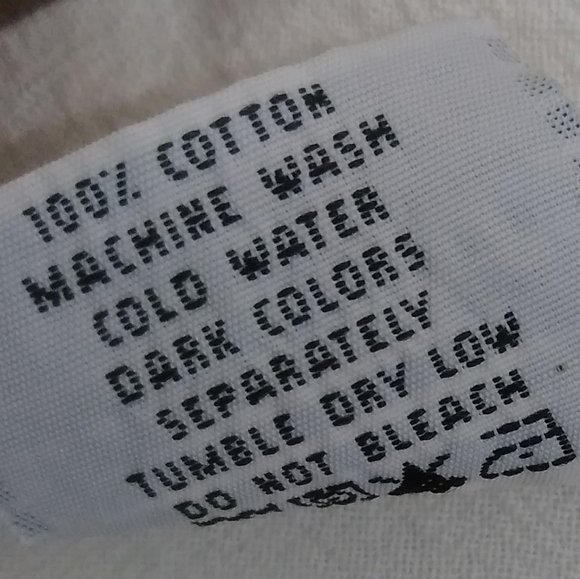 100% COTTON
MACHINE WASH
COLD WATER
DARK COLORS
SEPARATELY
TUMBLE DRY LOW
DO NOT BLEACH